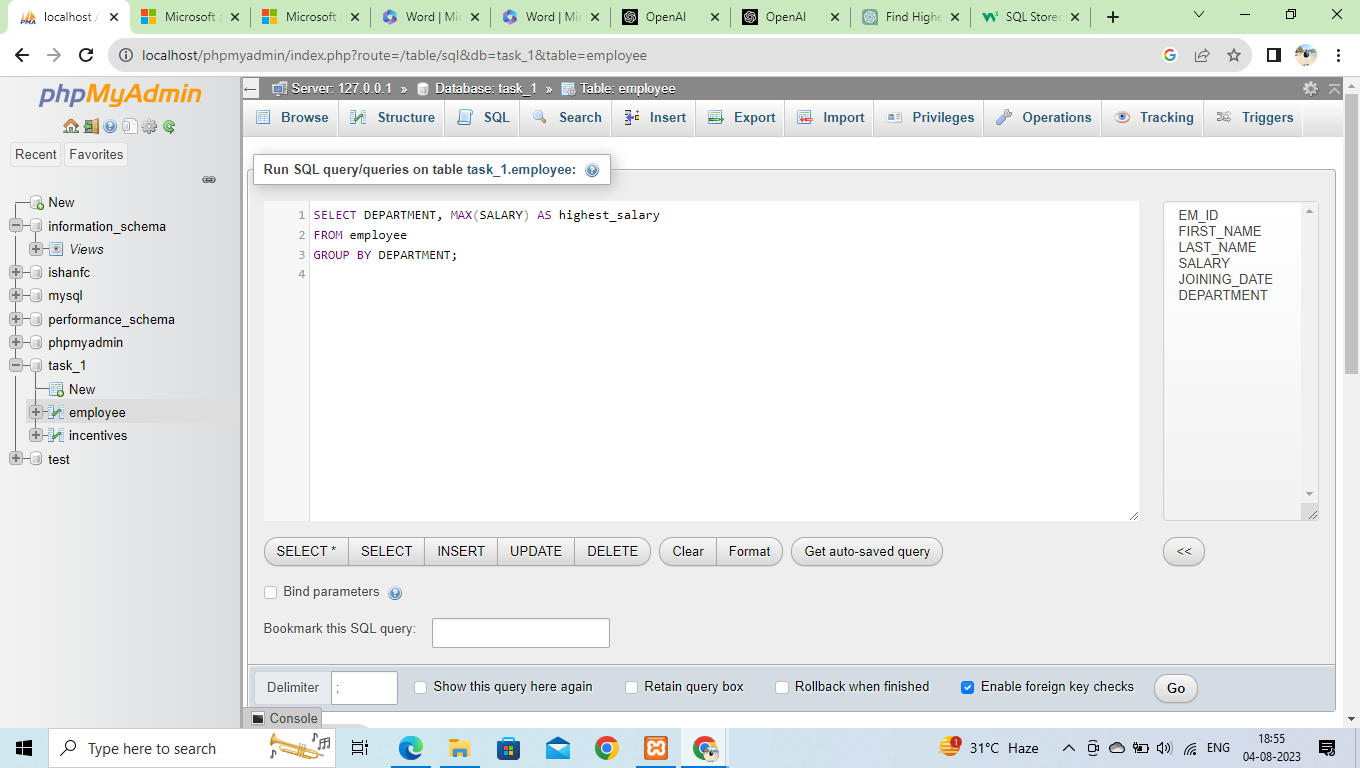 localhost /
Microsoft
Microsoft
Word | Mic
Word | Mic
OpenAI
OpenAI
Find Highe
SQL Store
localhost/phpmyadmin/index.php?route=/table/sql&db=task_1&table=employee
phpMyAdmin
Recent
Favorites
New
information_schema
Views
ishanfc
mysql
performance_schema
phpmyadmin
task_1
New
employee
incentives
test
Server: 127.0.0.1 » Database: task_1 » Table: employee
Browse
Structure
SQL
Search
Insert
Export
Import
Privileges
Operations
Tracking
Triggers
Run SQL query/queries on table task_1.employee:
1 SELECT DEPARTMENT, MAX(SALARY) AS highest_salary
2 FROM employee
3 GROUP BY DEPARTMENT;
4
EM_ID
FIRST_NAME
LAST_NAME
SALARY
JOINING_DATE
DEPARTMENT
SELECT *
SELECT
INSERT
UPDATE
DELETE
Clear
Format
Get auto-saved query
<<
Bind parameters
Bookmark this SQL query:
Delimiter
;
Show this query here again
Retain query box
Rollback when finished
Enable foreign key checks
Go
Console
Type here to search
1
31°C Haze
ENG
18:55
04-08-2023